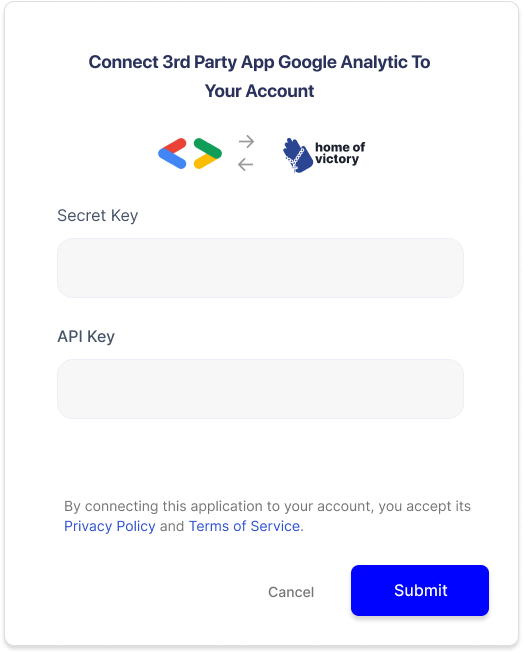 Connect 3rd Party App Google Analytic To
Your Account
home of
victory
Secret Key
API Key
By connecting this application to your account, you accept its
Privacy Policy and Terms of Service.
Cancel
Submit